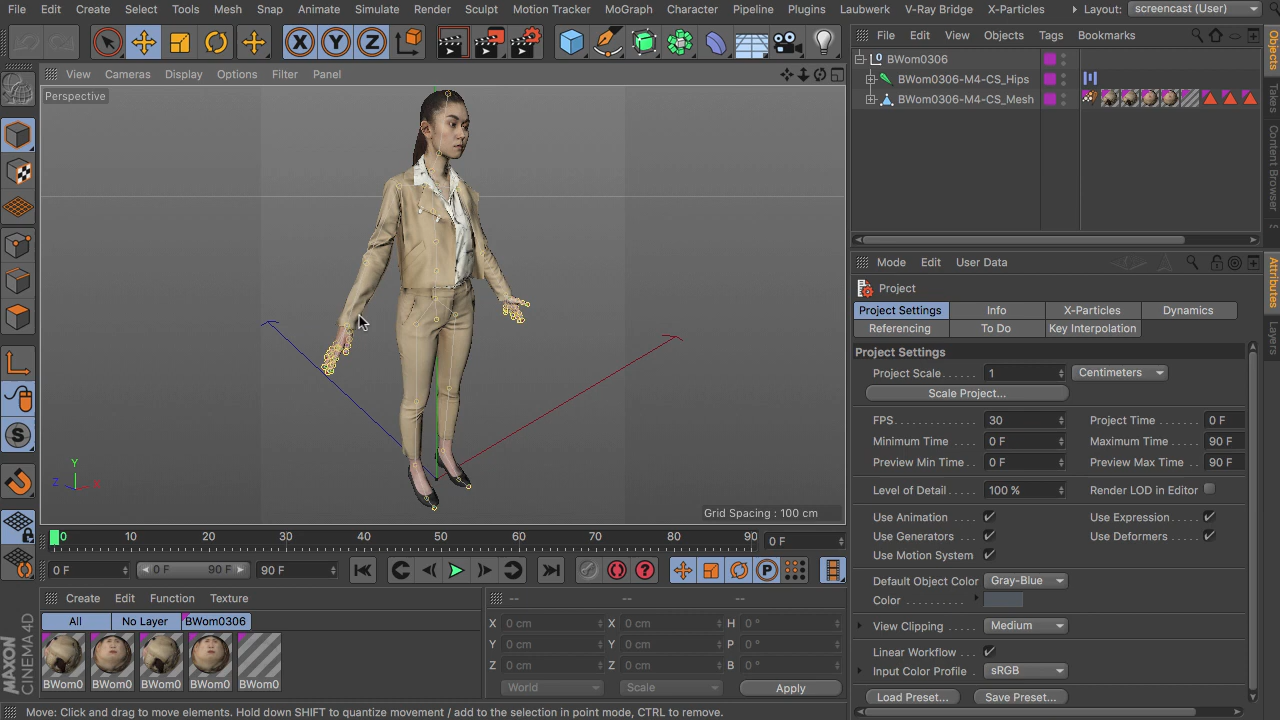 File Edit Create Select Tools Mesh Snap Animate Simulate Render Sculpt Motion Tracker MoGraph Character Pipeline Plugins Laubwerk V-Ray Bridge X-Particles Layout: screencast (User)
File Edit View Objects Tags Bookmarks
BWom0306
BWom0306-M4-CS_Hips
BWom0306-M4-CS_Mesh
Objects
Takes
Content Browser
View Cameras Display Options Filter Panel
Perspective
X Y Z
S
Y
Z X
Grid Spacing : 100 cm
Mode Edit User Data
Attributes
Layers
Project
Project Settings Info X-Particles Dynamics
Referencing To Do Key Interpolation
Project Settings
Project Scale 1 Centimeters
Scale Project...
FPS 30 Project Time 0 F
Minimum Time 0 F Maximum Time 90 F
Preview Min Time 0 F Preview Max Time 90 F
Level of Detail 100 % Render LOD in Editor
Use Animation Use Expression
Use Generators Use Deformers
Use Motion System
Default Object Color Gray-Blue
Color
View Clipping Medium
Linear Workflow
Input Color Profile sRGB
Load Preset... Save Preset...
0 10 20 30 40 50 60 70 80 90 0 F
0 F 0 F 90 F 90 F
? P
Create Edit Function Texture
All No Layer BWom0306
BWom0 BWom0 BWom0 BWom0 BWom0
-- -- --
X 0 cm X 0 cm H 0 °
Y 0 cm Y 0 cm P 0 °
Z 0 cm Z 0 cm B 0 °
World Scale Apply
MAXON
CINEMA 4D
Move: Click and drag to move elements. Hold down SHIFT to quantize movement / add to the selection in point mode, CTRL to remove.